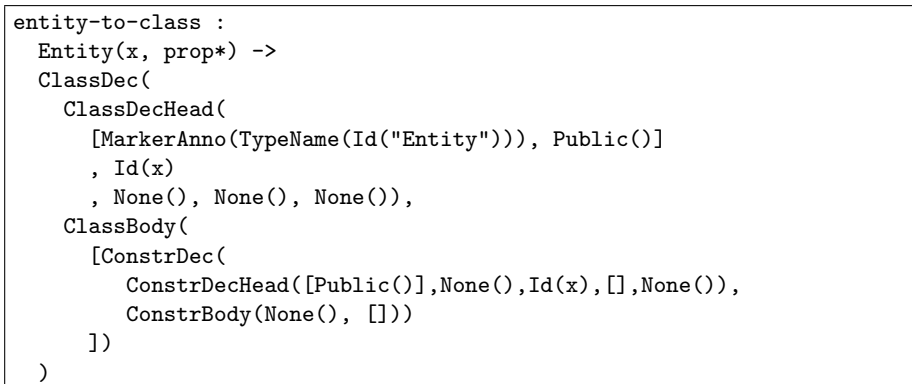 entity-to-class :
  Entity(x, prop*) ->
  ClassDec(
    ClassDecHead(
      [MarkerAnno(TypeName(Id("Entity"))), Public()]
      , Id(x)
      , None(), None(), None()),
    ClassBody(
      [ConstrDec(
         ConstrDecHead([Public()],None(),Id(x),[],None()),
         ConstrBody(None(), []))
      ])
  )